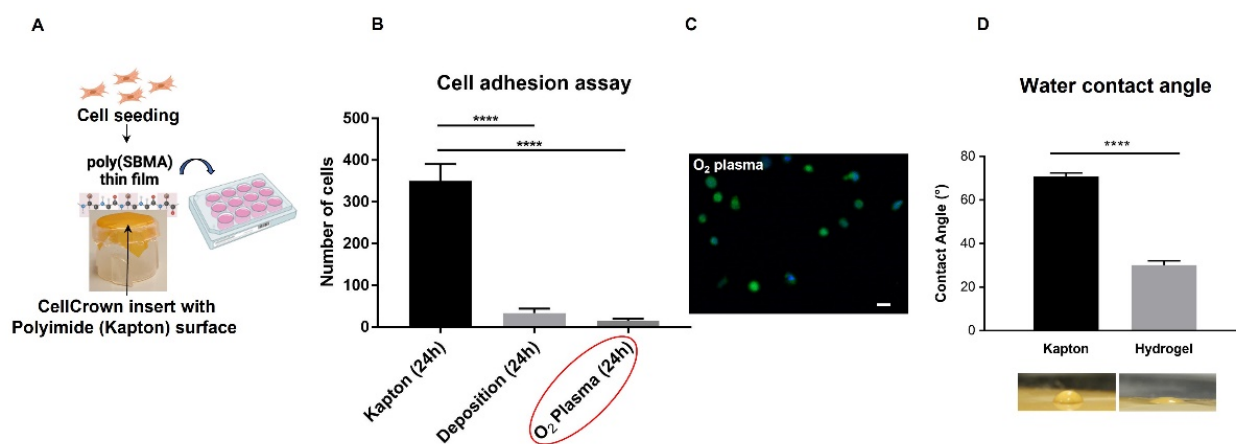 A
Cell seeding
poly(SBMA)
thin film
CellCrown insert with
Polyimide (Kapton) surface
B
Cell adhesion assay
****
****
500
400
300
200
100
0
Number of cells
Kapton (24h)
Deposition (24h)
O₂ Plasma (24h)
C
O₂ plasma
D
Water contact angle
****
80
60
40
20
0
Contact Angle (°)
Kapton Hydrogel